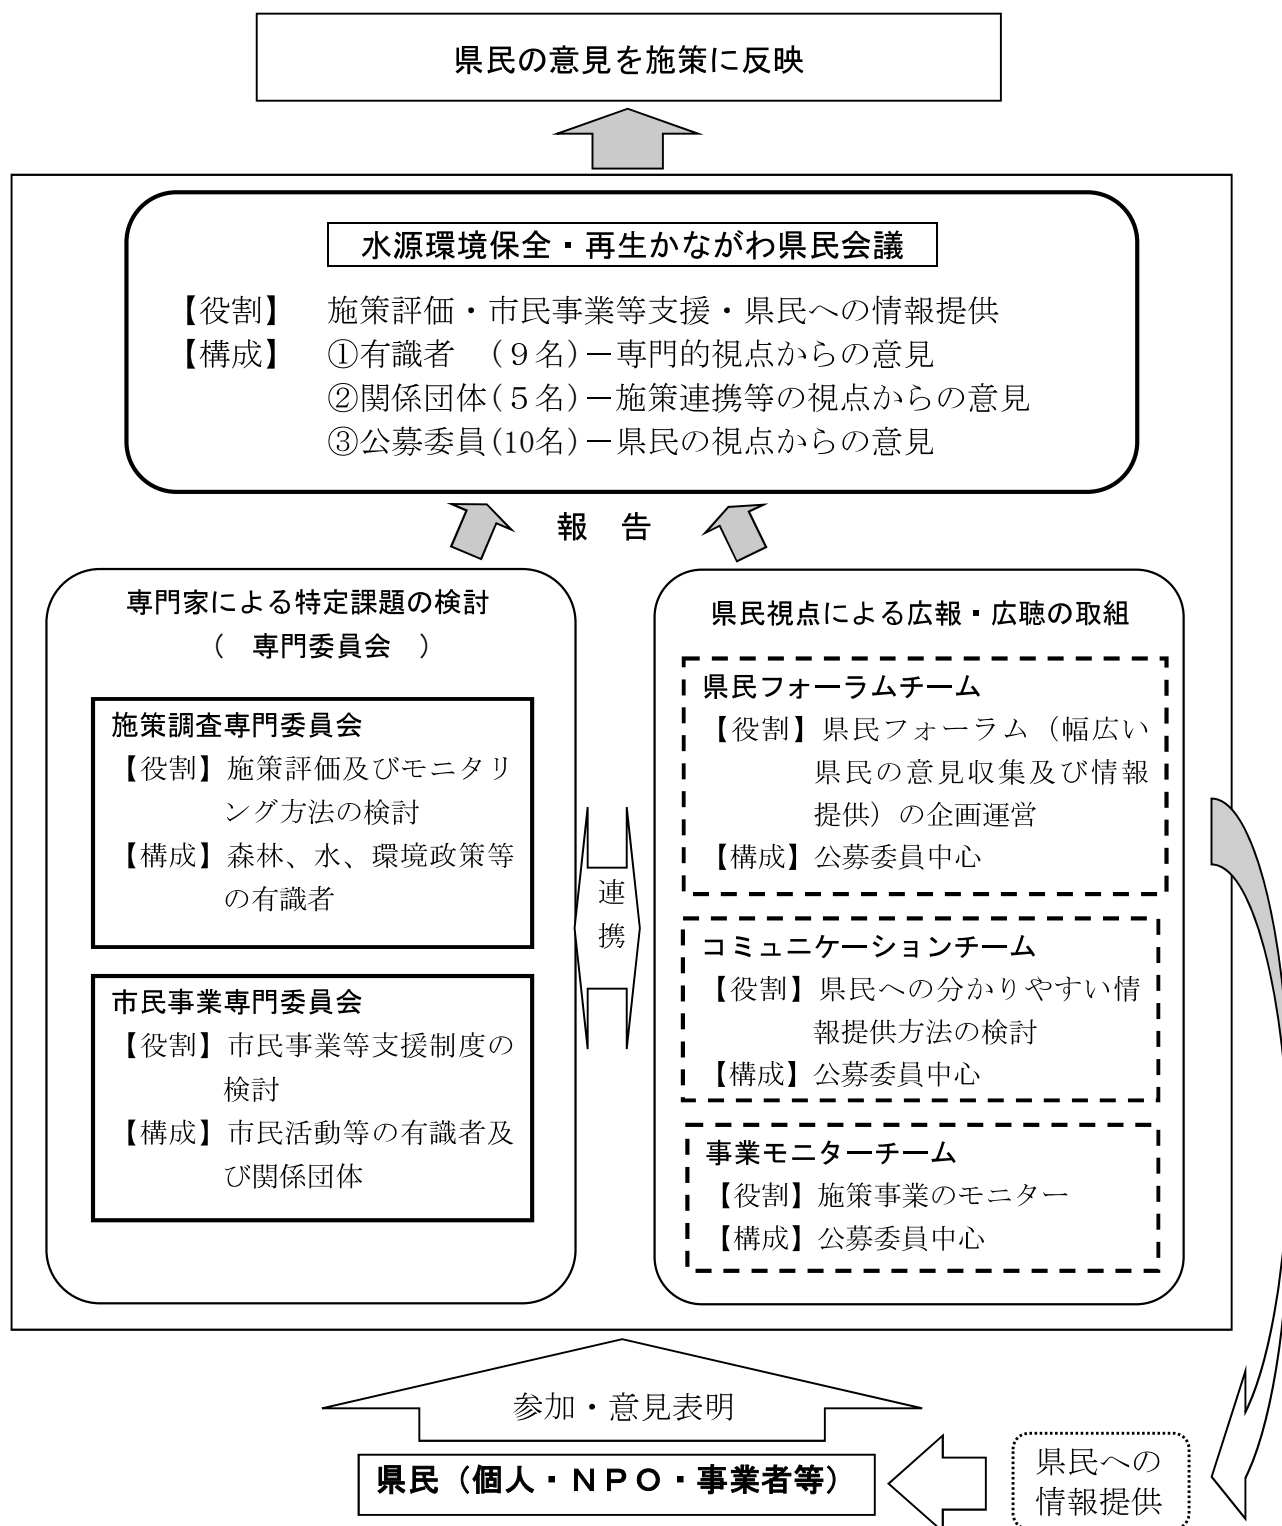 県民の意見を施策に反映
水源環境保全・再生かながわ県民会議
【役割】 施策評価・市民事業等支援・県民への情報提供
【構成】 ①有識者 (9名)－専門的視点からの意見
②関係団体(5名)－施策連携等の視点からの意見
③公募委員(10名)－県民の視点からの意見
報 告
専門家による特定課題の検討
( 専門委員会 )
施策調査専門委員会
【役割】施策評価及びモニタリ
ング方法の検討
【構成】森林、水、環境政策等
の有識者
市民事業専門委員会
【役割】市民事業等支援制度の
検討
【構成】市民活動等の有識者及
び関係団体
連
携
県民視点による広報・広聴の取組
県民フォーラムチーム
【役割】県民フォーラム（幅広い
県民の意見収集及び情報
提供）の企画運営
【構成】公募委員中心
コミュニケーションチーム
【役割】県民への分かりやすい情
報提供方法の検討
【構成】公募委員中心
事業モニターチーム
【役割】施策事業のモニター
【構成】公募委員中心
参加・意見表明
県民（個人・ＮＰＯ・事業者等）
県民への
情報提供